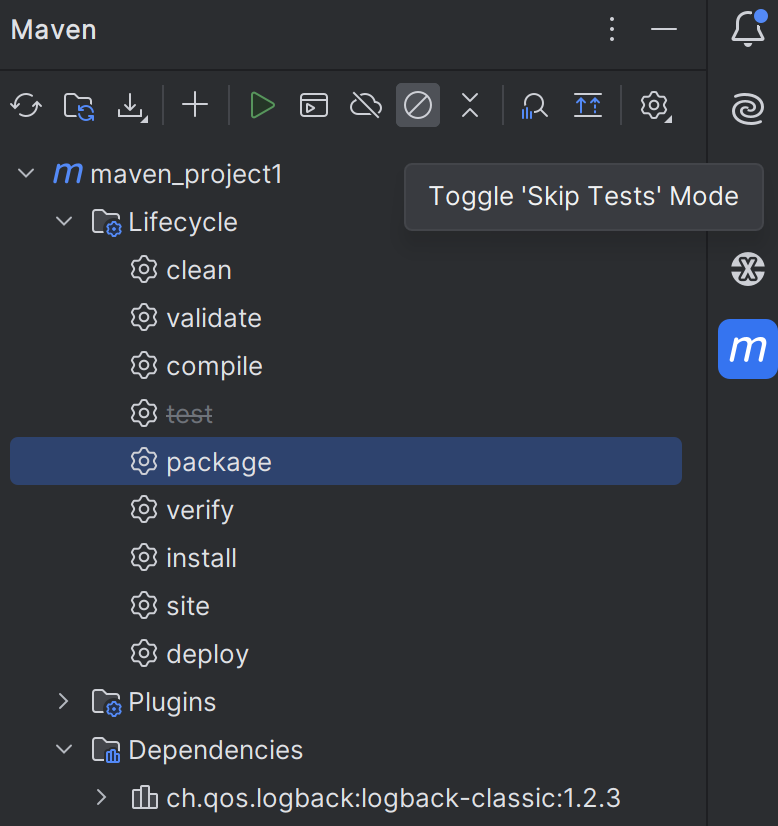 Maven
m maven_project1
Toggle 'Skip Tests' Mode
Lifecycle
clean
validate
compile
m
test
package
verify
install
site
deploy
Plugins
Dependencies
ch.qos.logback:logback-classic:1.2.3